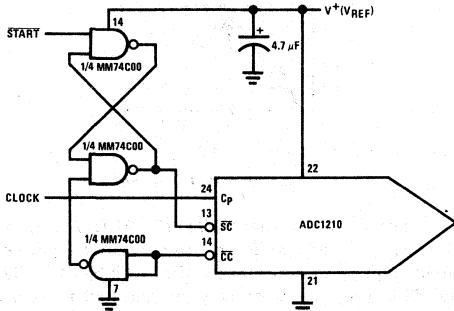 14
V+(VREF)
START
+
4.7 µF
1/4 MM74C00
1/4 MM74C00
22
CLOCK
24
CP
ADC1210
13
SC
1/4 MM74C00
14
CC
7
21